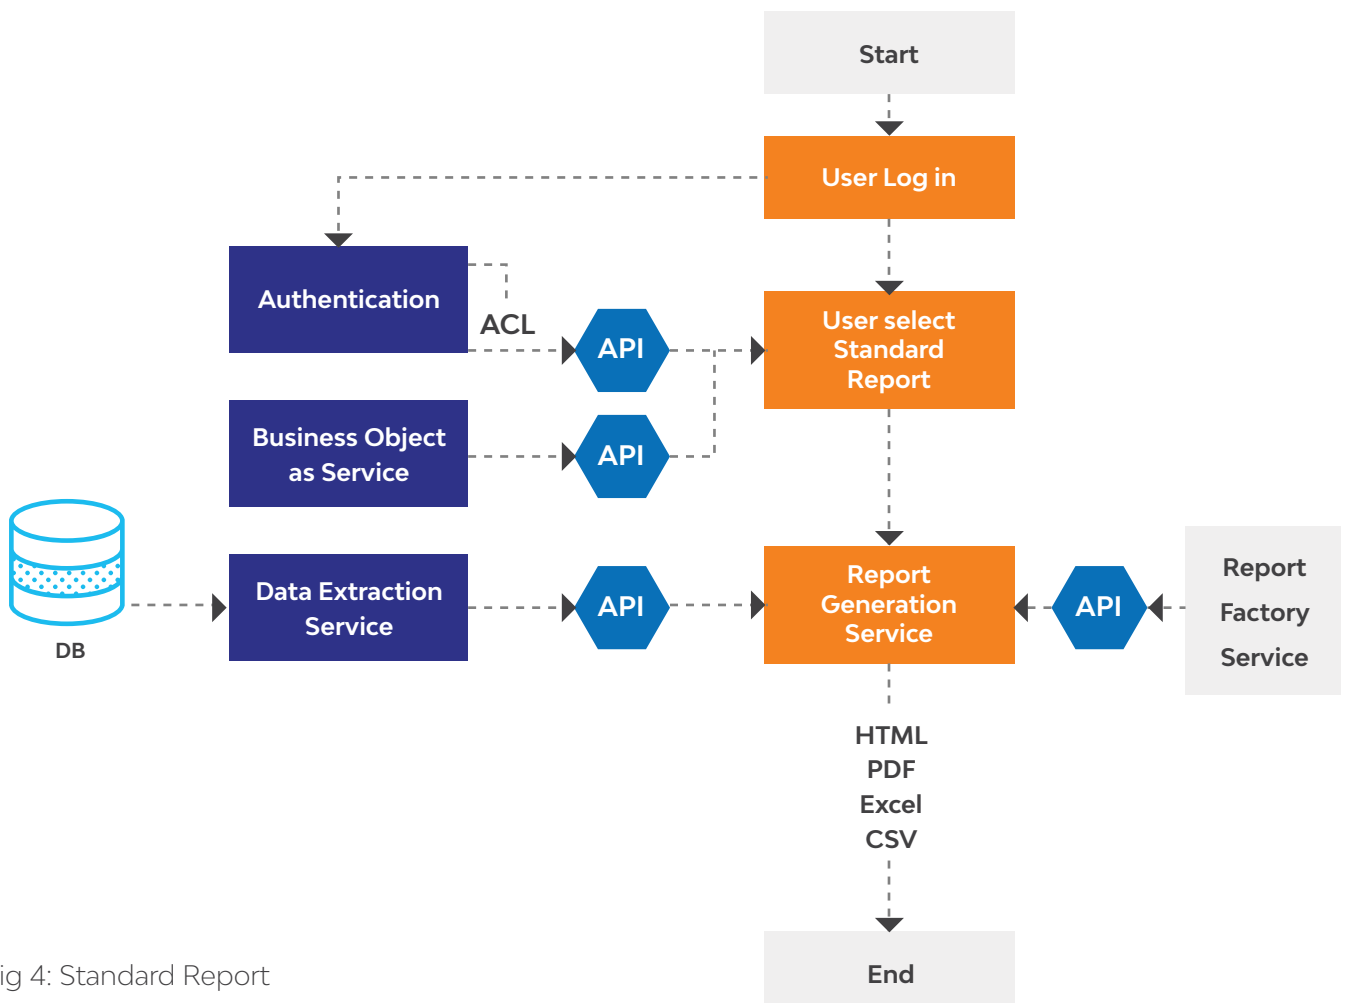 Start
User Log in
Authentication
ACL
API
User select
Standard
Report
Business Object
as Service
API
DB
Data Extraction
Service
API
Report
Generation
Service
API
Report
Factory
Service
HTML
PDF
Excel
CSV
End
ig 4: Standard Report